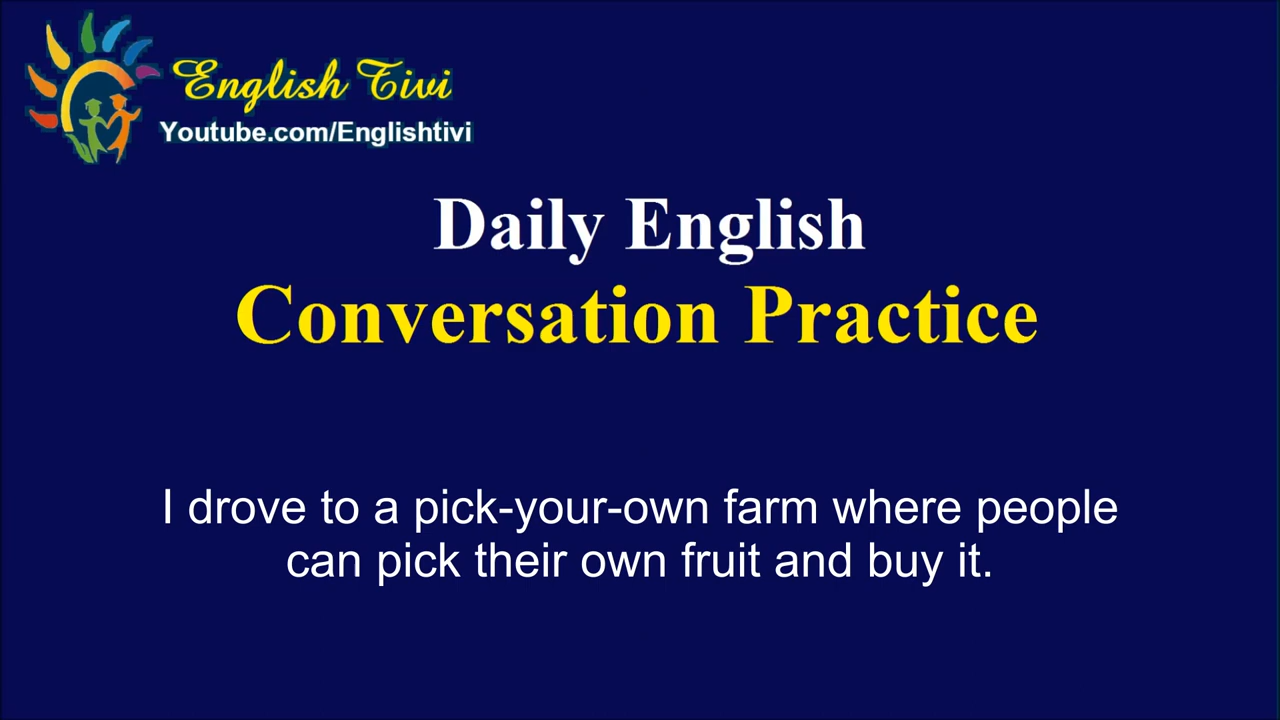 English Tivi
Youtube.com/Englishtivi
Daily English
Conversation Practice
I drove to a pick-your-own farm where people
can pick their own fruit and buy it.